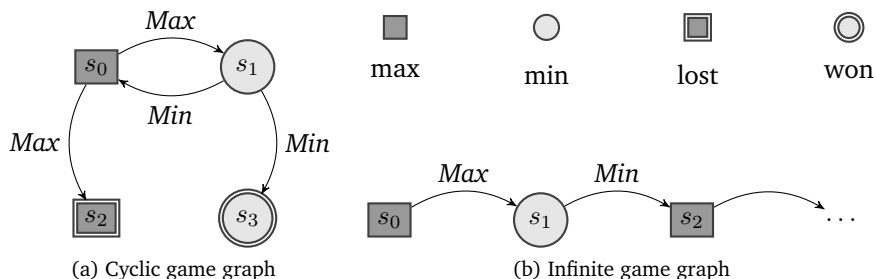 Max
s0
s1
Min
Max
Min
s2
s3
(a) Cyclic game graph
max
min
lost
won
Max
Min
s0
s1
s2
...
(b) Infinite game graph